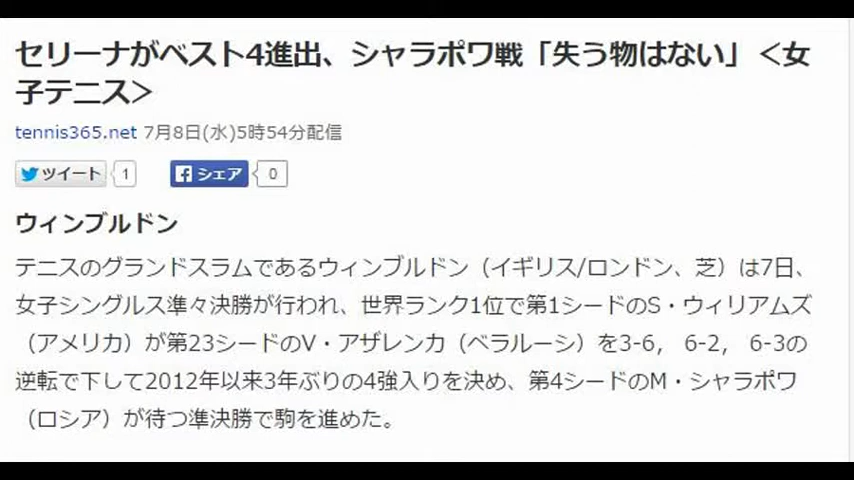 セリーナがベスト4進出、シャラポワ戦「失う物はない」＜女
子テニス＞
tennis365.net 7月8日(水)5時54分配信
ツイート 1 シェア 0
ウィンブルドン
テニスのグランドスラムであるウィンブルドン（イギリス/ロンドン、芝）は7日、
女子シングルス準々決勝が行われ、世界ランク1位で第1シードのS・ウィリアムズ
（アメリカ）が第23シードのV・アザレンカ（ベラルーシ）を3-6， 6-2， 6-3の
逆転で下して2012年以来3年ぶりの4強入りを決め、第4シードのM・シャラポワ
（ロシア）が待つ準決勝で駒を進めた。